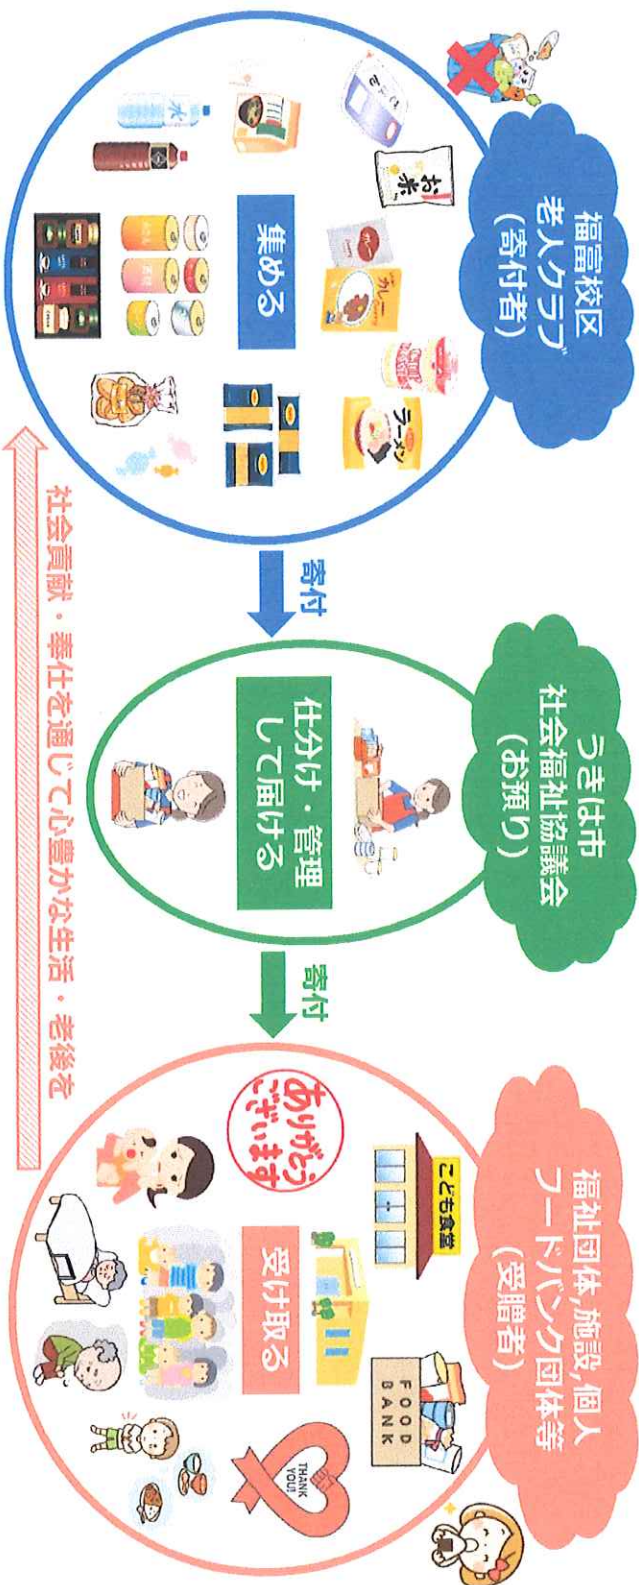 福富校区
老人クラブ
(寄付者)
お米
カレー
ラーメン
水
集める
寄付
うきは市
社会福祉協議会
(お預り)
仕分け・管理
して届ける
寄付
福祉団体,施設,個人
フードバンク団体等
(受贈者)
こども食堂
FOOD
BANK
ありがとう
ございます
受け取る
THANK
YOU!
社会貢献・奉仕を通じて心豊かな生活・老後を